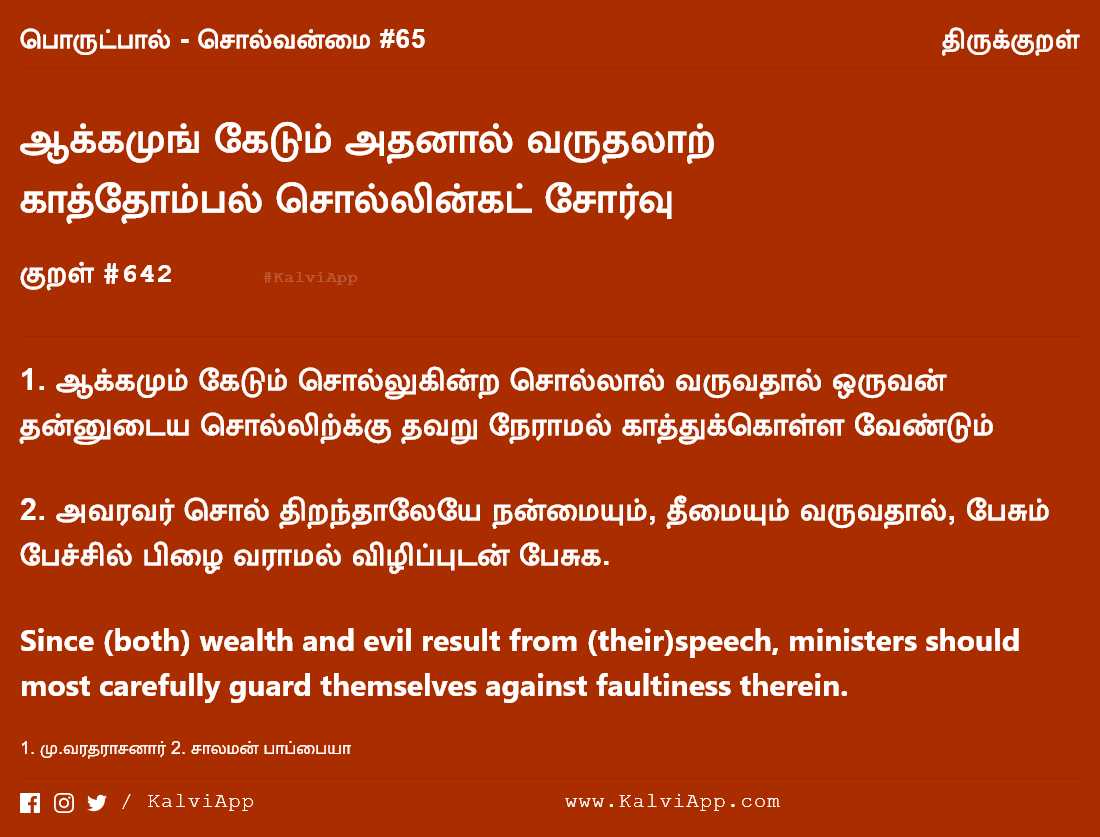 பொருட்பால் - சொல்வன்மை #65
திருக்குறள்
ஆக்கமுங் கேடும் அதனால் வருதலாற்
காத்தோம்பல் சொல்லின்கட் சோர்வு
குறள் #642
#KalviApp
1. ஆக்கமும் கேடும் சொல்லுகின்ற சொல்லால் வருவதால் ஒருவன்
தன்னுடைய சொல்லிற்க்கு தவறு நேராமல் காத்துக்கொள்ள வேண்டும்
2. அவரவர் சொல் திறந்தாலேயே நன்மையும், தீமையும் வருவதால், பேசும்
பேச்சில் பிழை வராமல் விழிப்புடன் பேசுக.
Since (both) wealth and evil result from (their)speech, ministers should
most carefully guard themselves against faultiness therein.
1. மு.வரதராசனார் 2. சாலமன் பாப்பையா
/ KalviApp
www.KalviApp.com